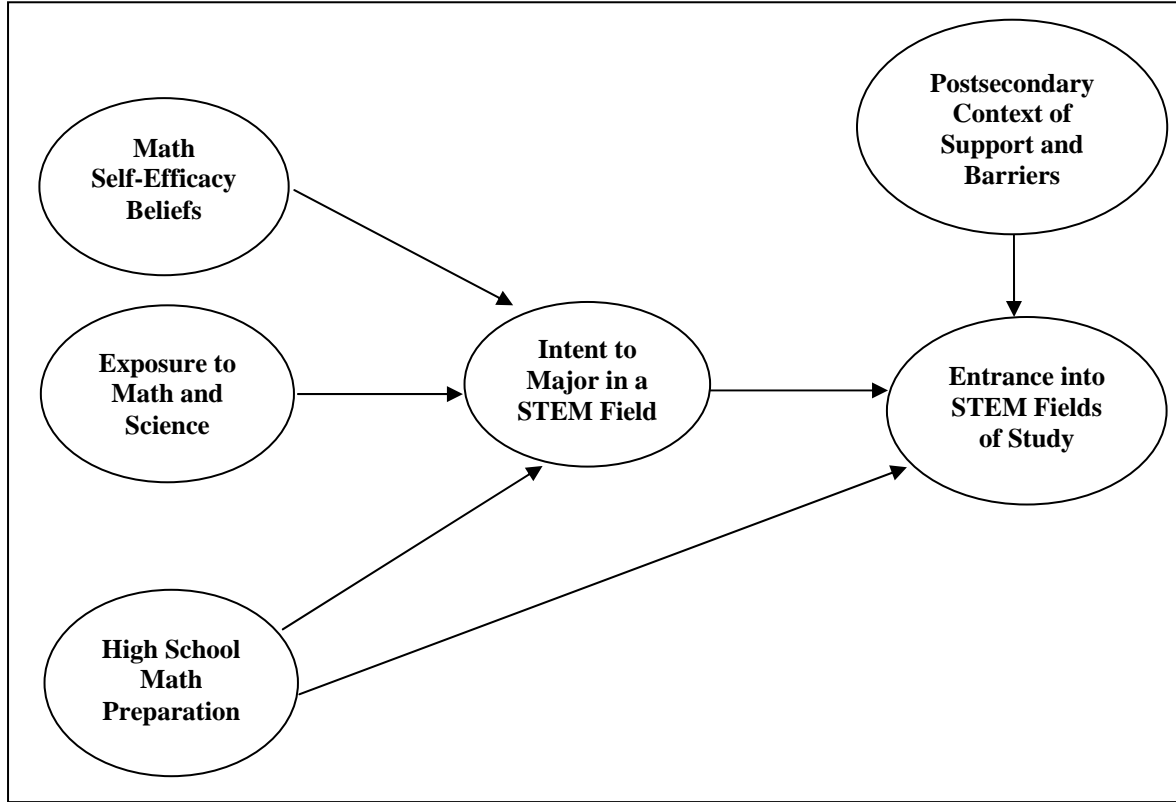 Math
Self-Efficacy
Beliefs
Exposure to
Math and
Science
High School
Math
Preparation
Intent to
Major in a
STEM Field
Postsecondary
Context of
Support and
Barriers
Entrance into
STEM Fields
of Study